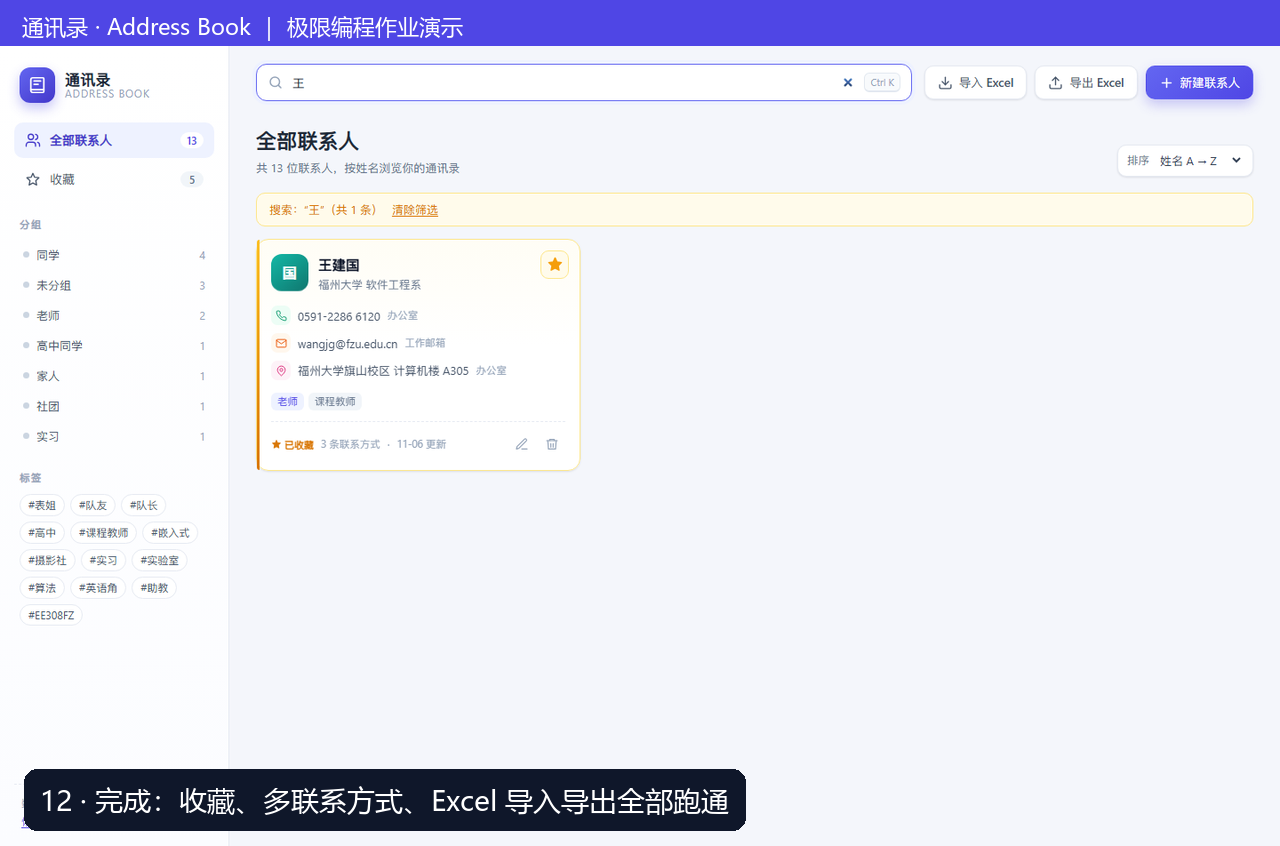 通讯录 · Address Book ｜ 极限编程作业演示
通讯录
ADDRESS BOOK
全部联系人 13
收藏 5
分组
同学 4
未分组 3
老师 2
高中同学 1
家人 1
社团 1
实习 1
标签
#表姐 #队友 #队长
#高中 #课程教师 #嵌入式
#摄影社 #实习 #实验室
#算法 #英语角 #助教
#EE308FZ
王 × Ctrl K 导入 Excel 导出 Excel + 新建联系人
全部联系人
共 13 位联系人，按姓名浏览你的通讯录
排序 姓名 A → Z
搜索：“王”（共 1 条） 清除筛选
国 王建国
福州大学 软件工程系
0591-2286 6120 办公室
wangjg@fzu.edu.cn 工作邮箱
福州大学旗山校区 计算机楼 A305 办公室
老师 课程教师
已收藏 3 条联系方式 · 11-06 更新
12 · 完成：收藏、多联系方式、Excel 导入导出全部跑通